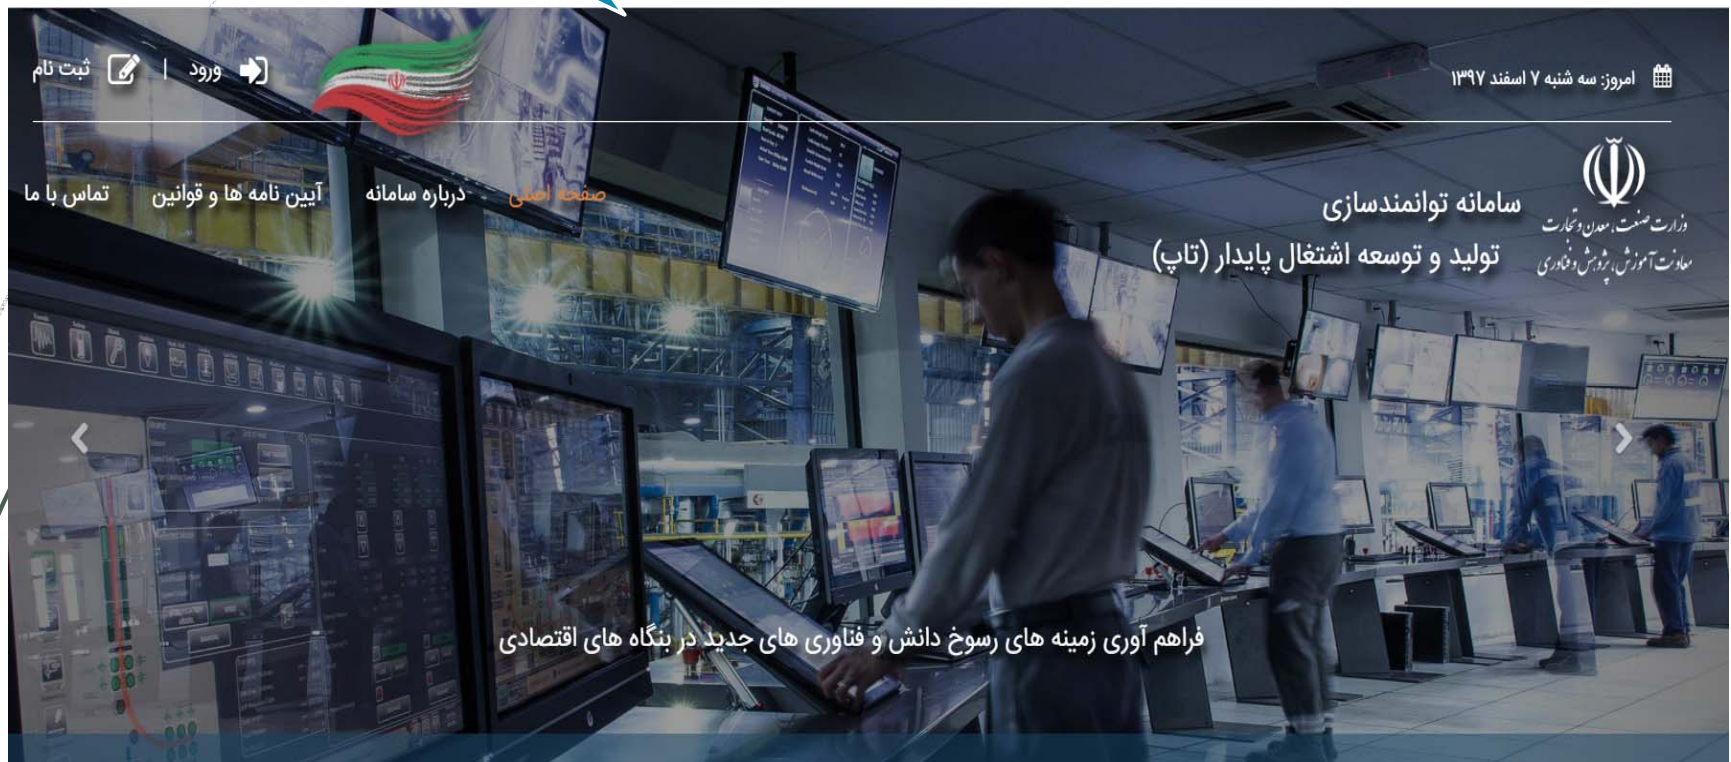 امروز: سه شنبه ۷ اسفند ۱۳۹۷
ورود | ثبت نام
وزارت صنعت، معدن و تجارت
معاونت آموزش، پژوهش و فناوری
سامانه توانمندسازی
تولید و توسعه اشتغال پایدار (تاپ)
صفحه اصلی درباره سامانه آیین نامه ها و قوانین تماس با ما
فراهم آوری زمینه های رسوخ دانش و فناوری های جدید در بنگاه های اقتصادی